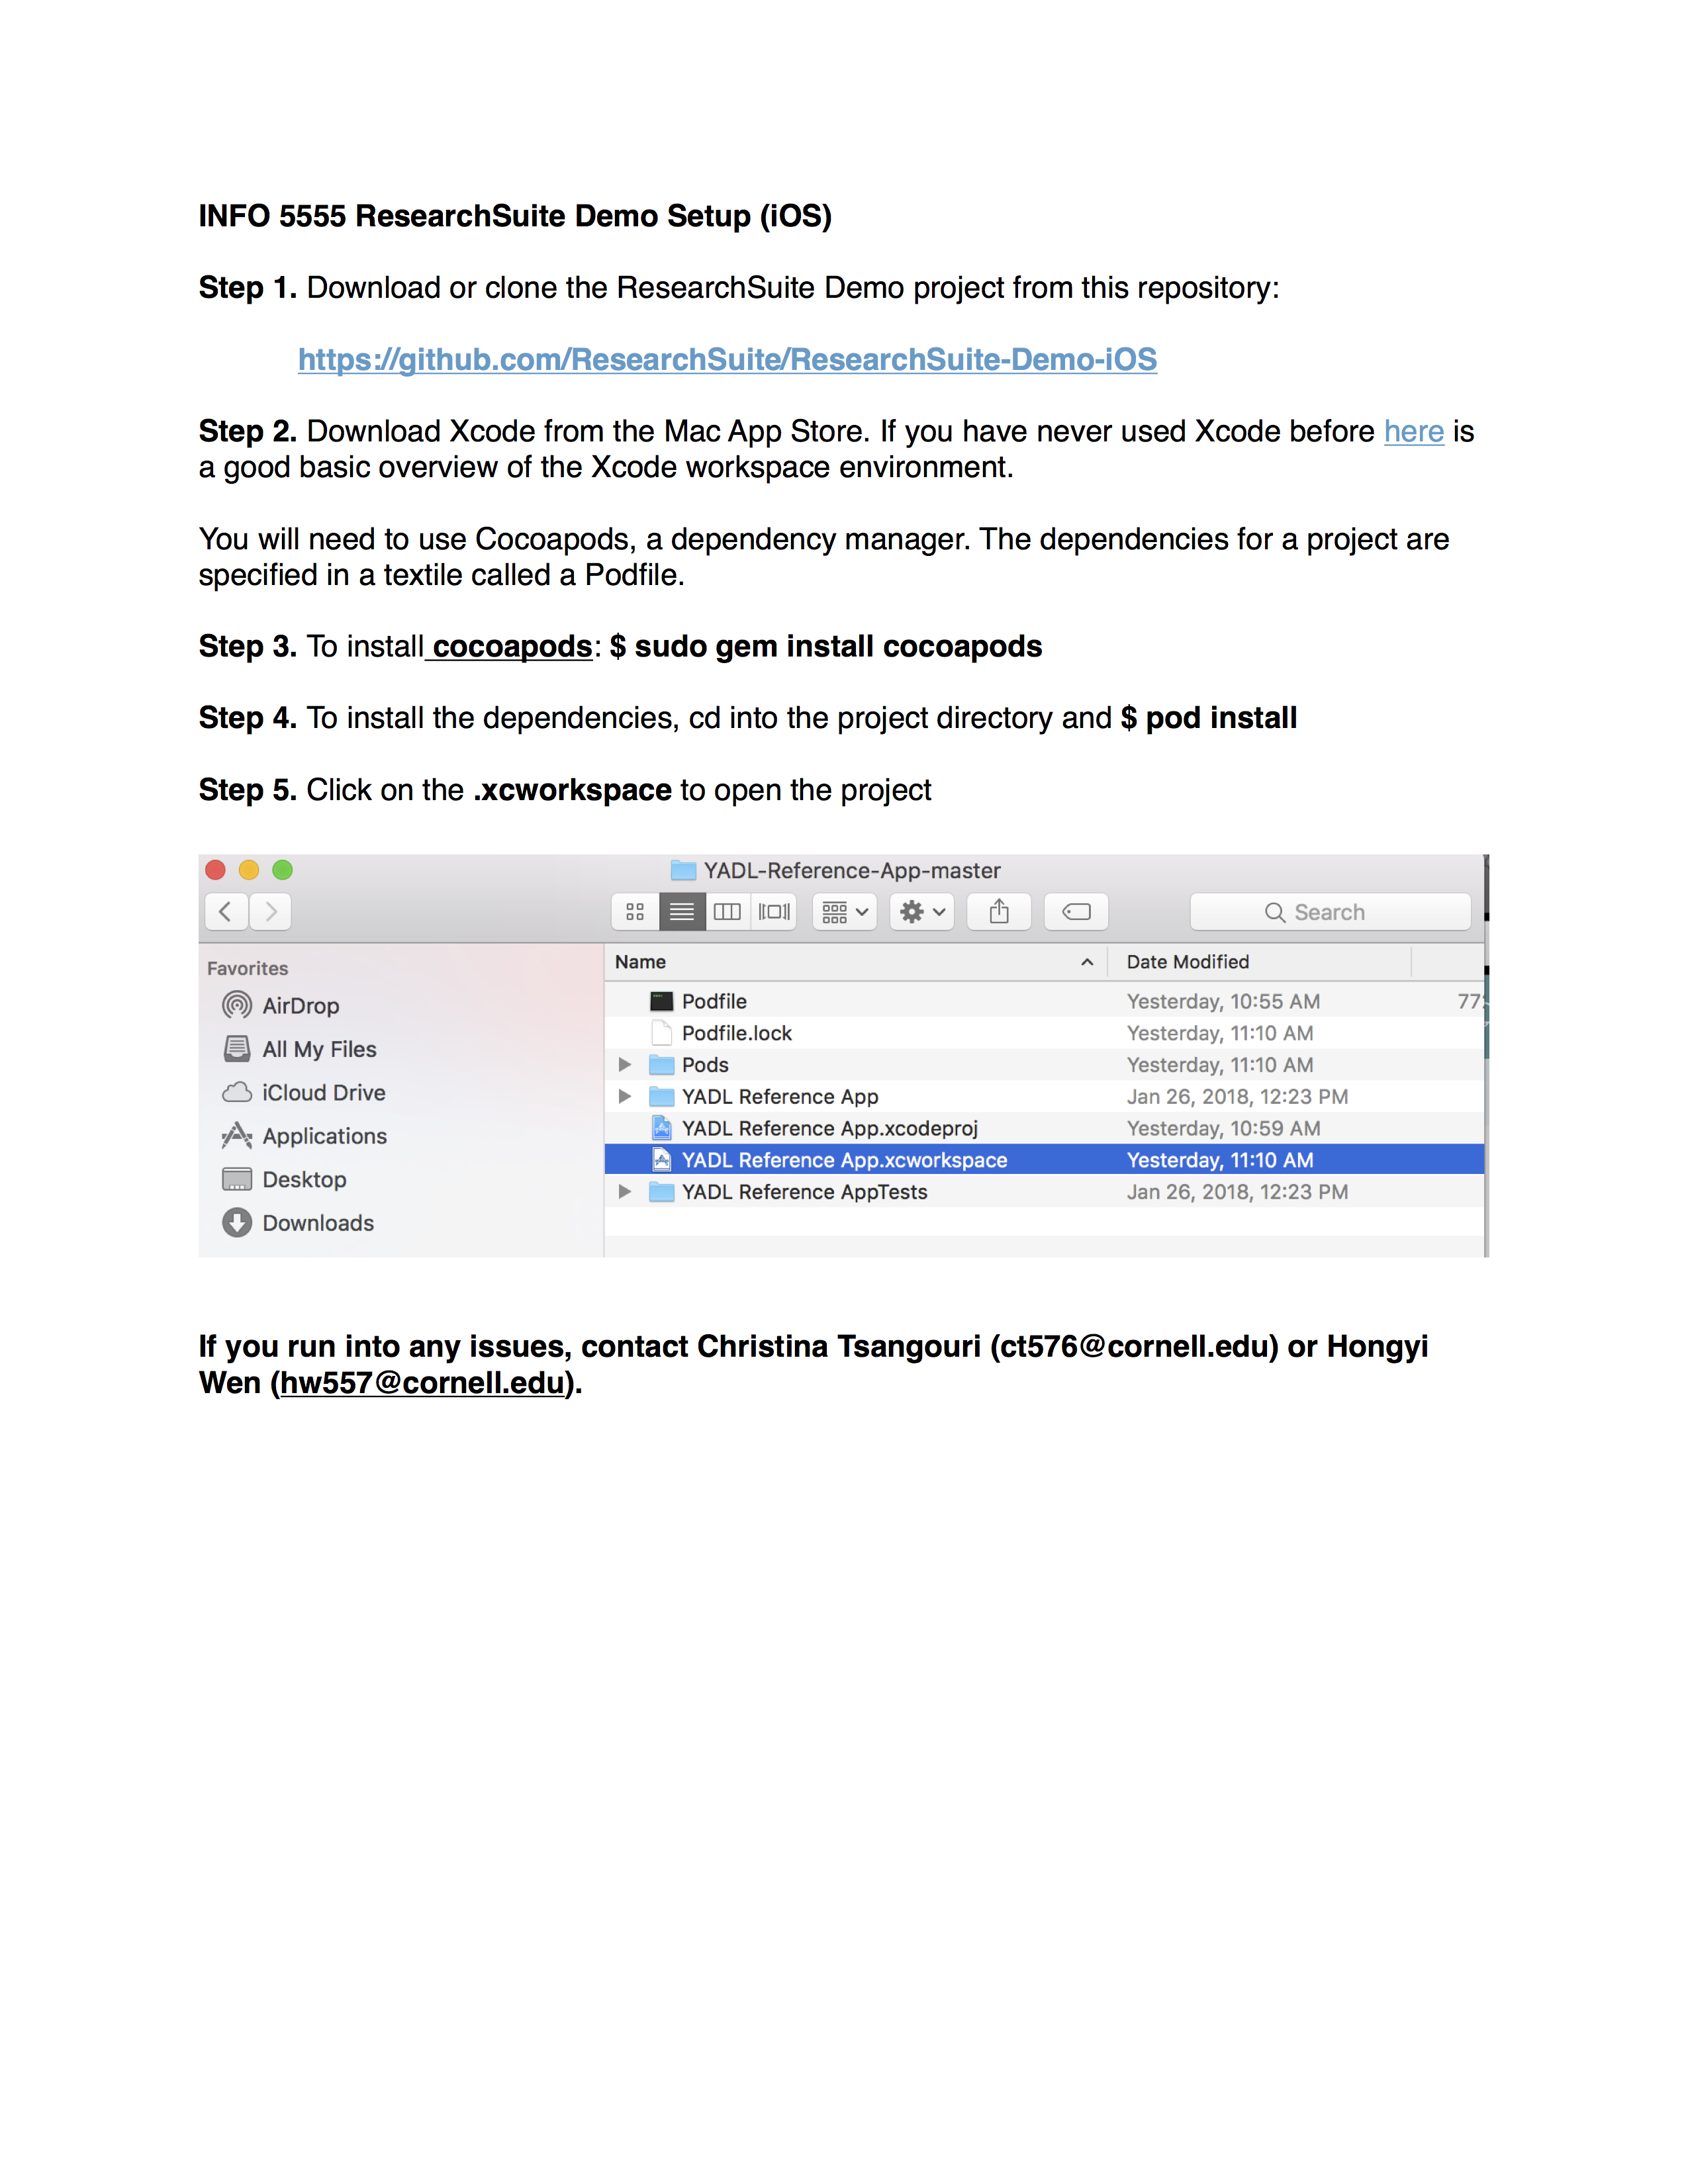 INFO 5555 ResearchSuite Demo Setup (iOS)
Step 1. Download or clone the ResearchSuite Demo project from this repository:
https://github.com/ResearchSuite/ResearchSuite-Demo-iOS
Step 2. Download Xcode from the Mac App Store. If you have never used Xcode before here is
a good basic overview of the Xcode workspace environment.
You will need to use Cocoapods, a dependency manager. The dependencies for a project are
specified in a textile called a Podfile.
Step 3. To install cocoapods: $ sudo gem install cocoapods
Step 4. To install the dependencies, cd into the project directory and $ pod install
Step 5. Click on the .xcworkspace to open the project
YADL-Reference-App-master
Search
Favorites
AirDrop
All My Files
iCloud Drive
Applications
Desktop
Downloads
Name Date Modified
Podfile Yesterday, 10:55 AM 77
Podfile.lock Yesterday, 11:10 AM
Pods Yesterday, 11:10 AM
YADL Reference App Jan 26, 2018, 12:23 PM
YADL Reference App.xcodeproj Yesterday, 10:59 AM
YADL Reference App.xcworkspace Yesterday, 11:10 AM
YADL Reference AppTests Jan 26, 2018, 12:23 PM
If you run into any issues, contact Christina Tsangouri (ct576@cornell.edu) or Hongyi
Wen (hw557@cornell.edu).